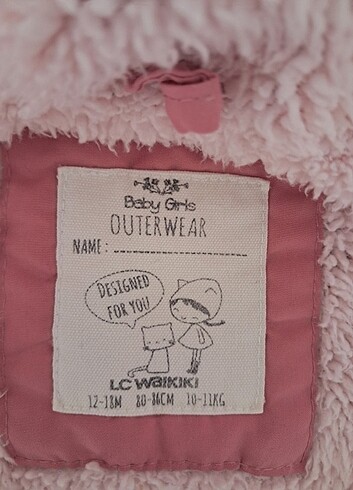 Baby Girls
OUTERWEAR
NAME:
DESIGNED
FOR YOU
LC WAIKIKI
12-18M 80-86CM 10-11KG